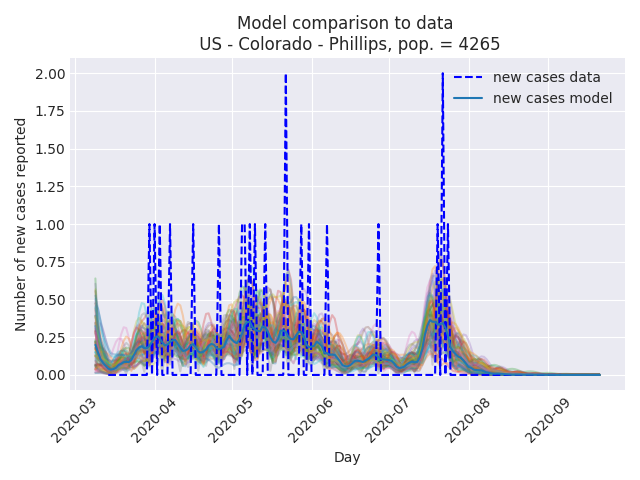 Model comparison to data
US - Colorado - Phillips, pop. = 4265
new cases data
new cases model
Number of new cases reported
2.00
1.75
1.50
1.25
1.00
0.75
0.50
0.25
0.00
2020-03
2020-04
2020-05
2020-06
2020-07
2020-08
2020-09
Day